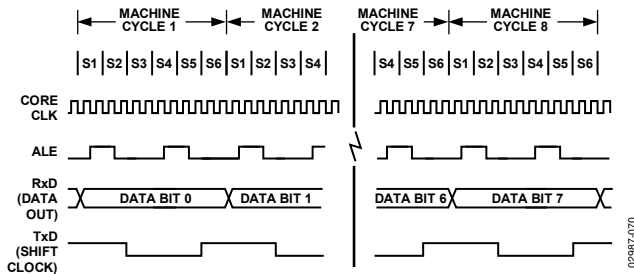 MACHINE CYCLE 1
MACHINE CYCLE 2
MACHINE CYCLE 7
MACHINE CYCLE 8
S1 S2 S3 S4 S5 S6 S1 S2 S3 S4
S4 S5 S6 S1 S2 S3 S4 S5 S6
CORE CLK
ALE
RxD (DATA OUT)
DATA BIT 0
DATA BIT 1
DATA BIT 6
DATA BIT 7
TxD (SHIFT CLOCK)
02987-070